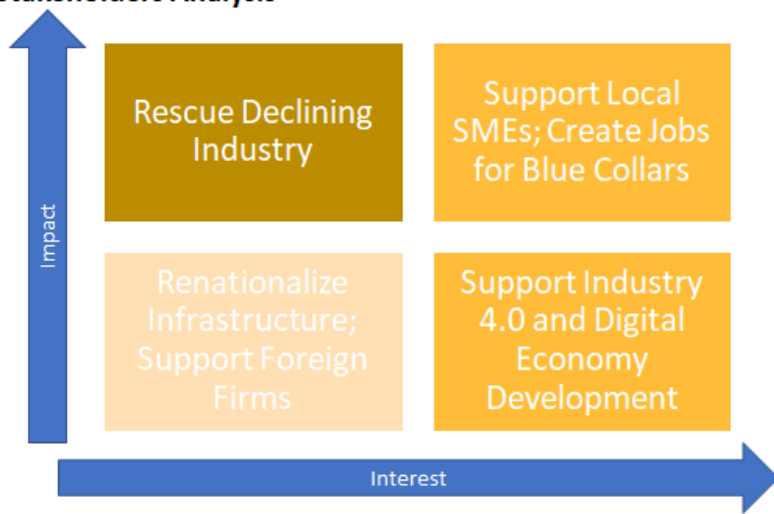 Rescue Declining
Industry
Support Local
SMEs; Create Jobs
for Blue Collars
Impact
Renationalize
Infrastructure;
Support Foreign
Firms
Support Industry
4.0 and Digital
Economy
Development
Interest